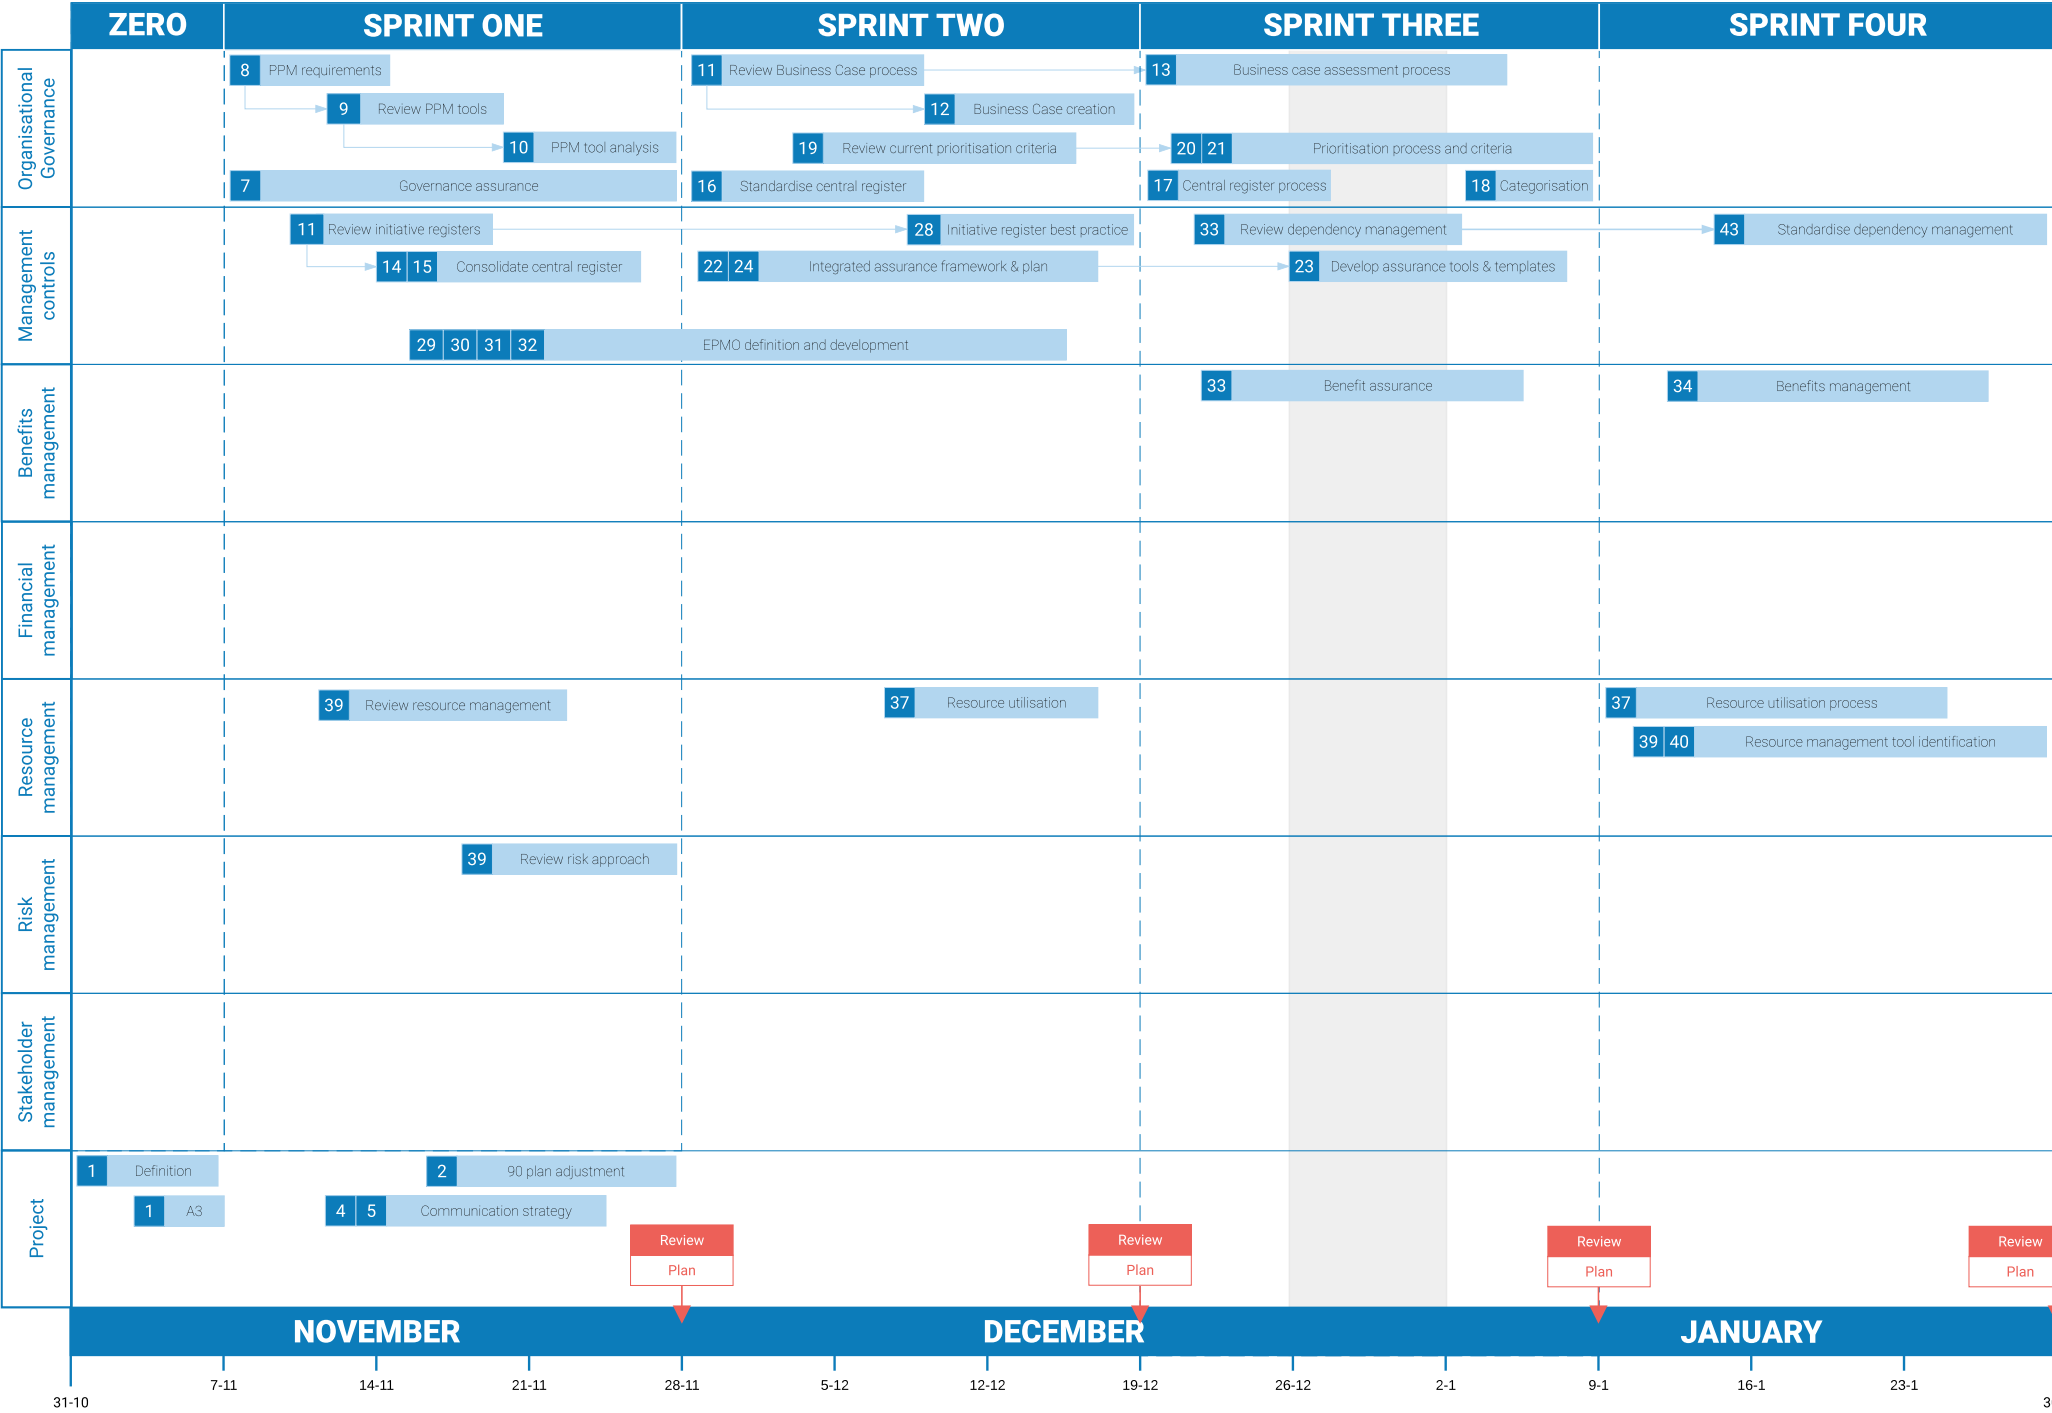 ZERO
SPRINT ONE
SPRINT TWO
SPRINT THREE
SPRINT FOUR
Organisational
Governance
8 PPM requirements
11 Review Business Case process
13 Business case assessment process
9 Review PPM tools
12 Business Case creation
10 PPM tool analysis
19 Review current prioritisation criteria
20 21 Prioritisation process and criteria
7 Governance assurance
16 Standardise central register
17 Central register process
18 Categorisation
Management
controls
11 Review initiative registers
28 Initiative register best practice
33 Review dependency management
43 Standardise dependency management
14 15 Consolidate central register
22 24 Integrated assurance framework & plan
23 Develop assurance tools & templates
29 30 31 32 EPMO definition and development
Benefits
management
33 Benefit assurance
34 Benefits management
Financial
management
Resource
management
39 Review resource management
37 Resource utilisation
37 Resource utilisation process
39 40 Resource management tool identification
Risk
management
39 Review risk approach
Stakeholder
management
Project
1 Definition
2 90 plan adjustment
1 A3
4 5 Communication strategy
Review
Plan
Review
Plan
Review
Plan
Review
Plan
NOVEMBER
DECEMBER
JANUARY
31-10
7-11
14-11
21-11
28-11
5-12
12-12
19-12
26-12
2-1
9-1
16-1
23-1